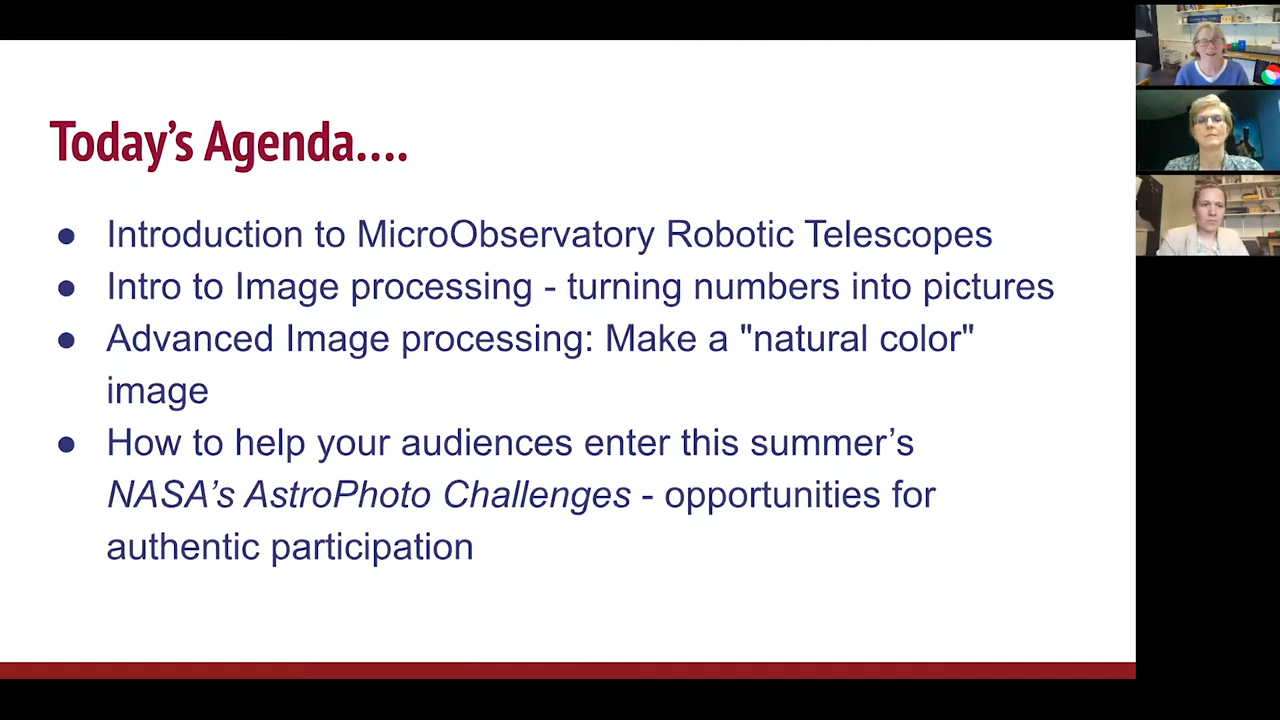 Today's Agenda....
● Introduction to MicroObservatory Robotic Telescopes
● Intro to Image processing - turning numbers into pictures
● Advanced Image processing: Make a "natural color"
image
● How to help your audiences enter this summer’s
NASA’s AstroPhoto Challenges - opportunities for
authentic participation